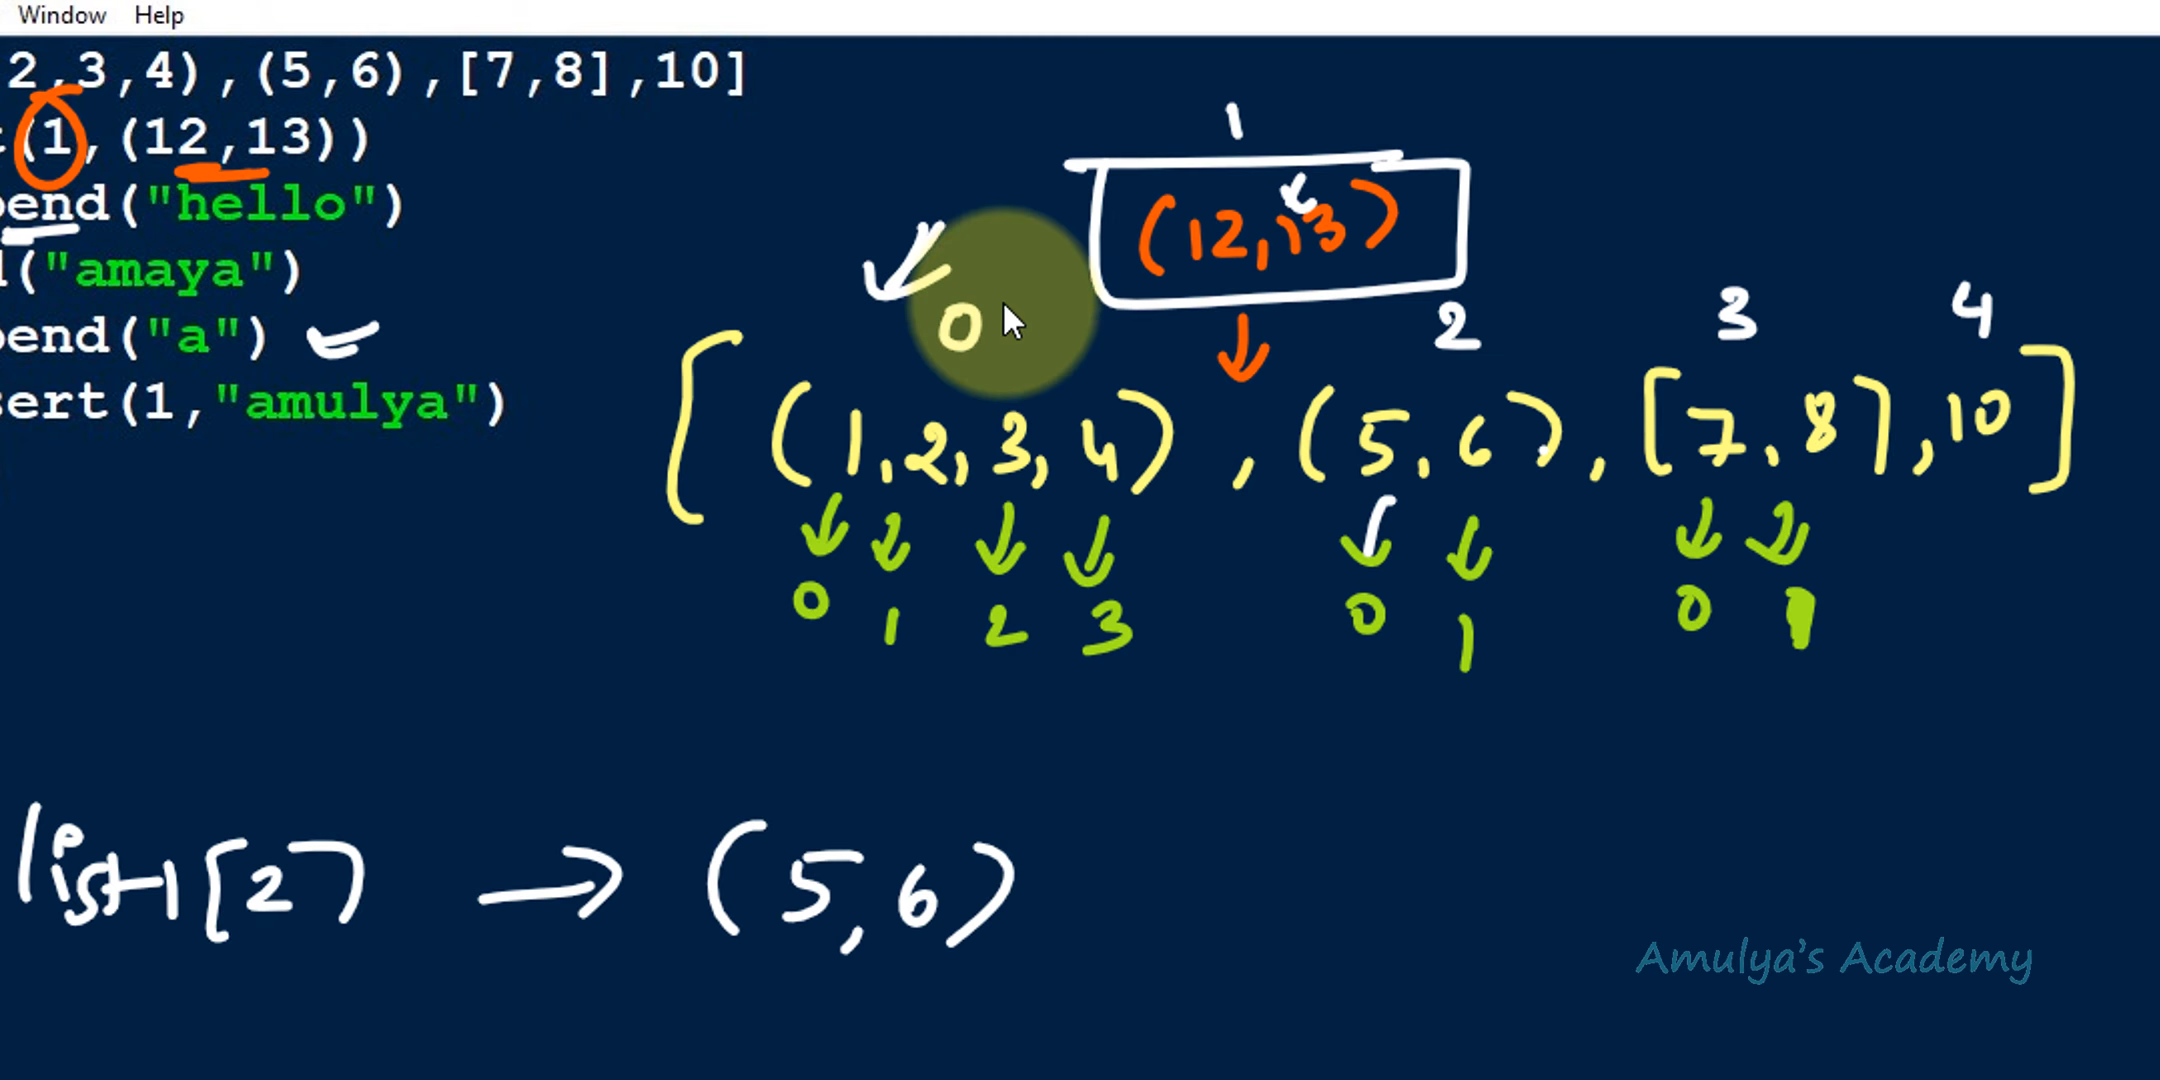 Window Help
2,3,4),(5,6),[7,8],10]
(1,(12,13))
end("hello")
("amaya")
end("a")
ert(1,"amulya")
1
(12,13)
0 2 3 4
[(1,2,3,4),(5,6),[7,8],10]
0 1 2 3 0 1 0 1
list1[2] → (5,6)
Amulya's Academy